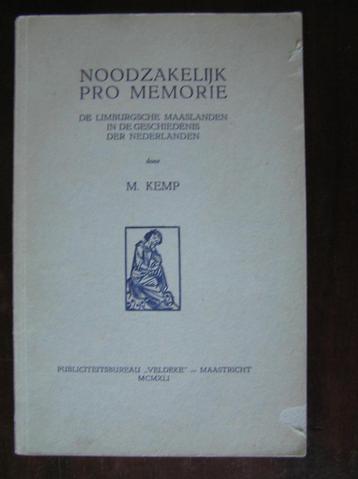 NOODZAKELIJK
PRO MEMORIE
DE LIMBURGSCHE MAASLANDEN
IN DE GESCHIEDENIS
DER NEDERLANDEN
door
M. KEMP
PUBLICITEITSBUREAU „VELDEKE" — MAASTRICHT
MCMXLI